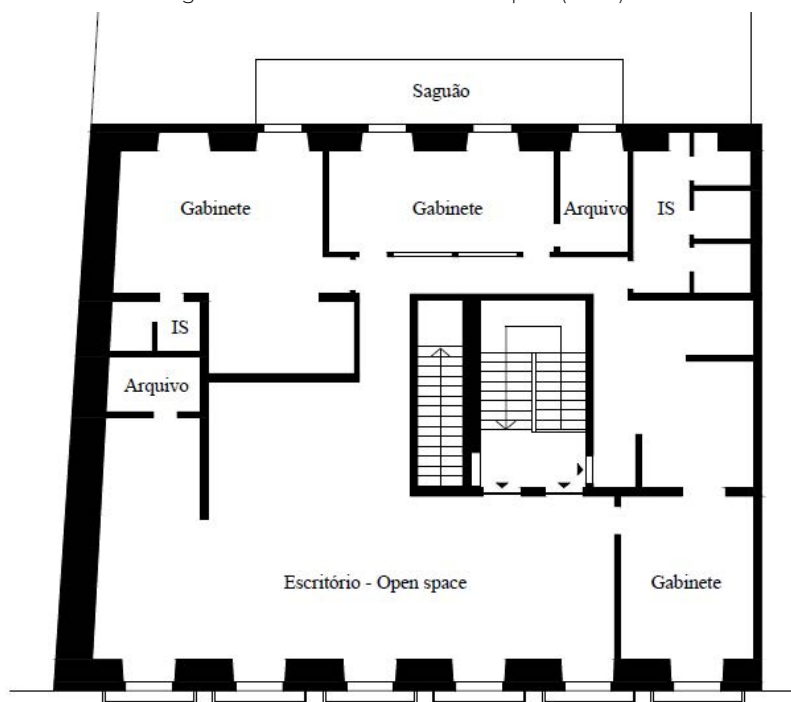 Saguão
Gabinete
Gabinete
Arquivo
IS
IS
Arquivo
Escritório - Open space
Gabinete